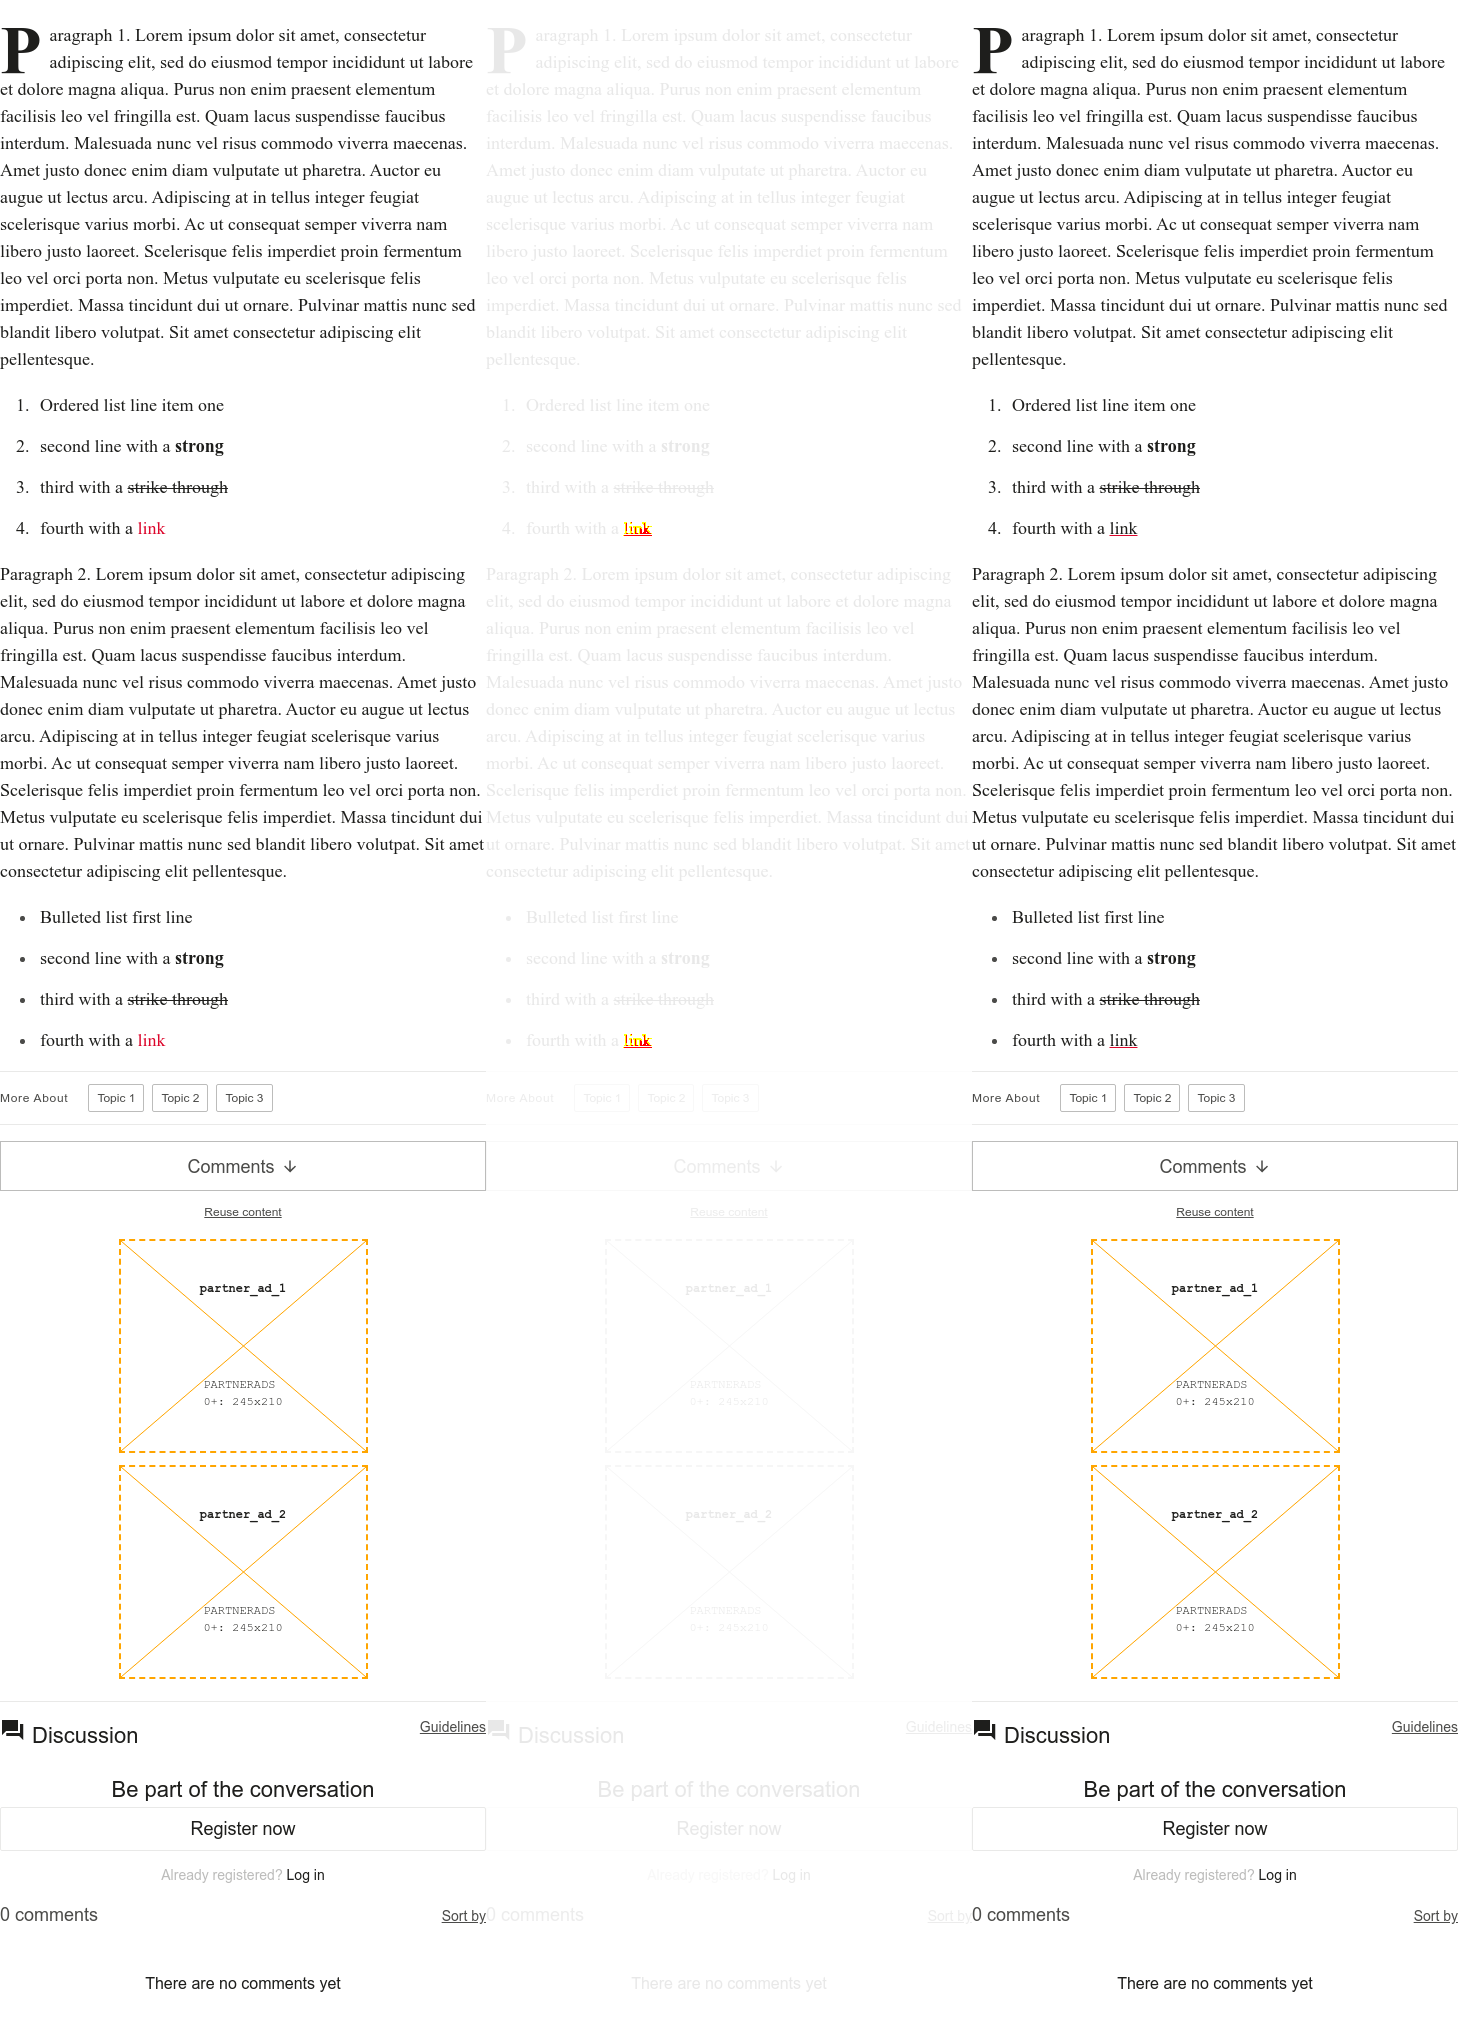 Paragraph 1. Lorem ipsum dolor sit amet, consectetur
adipiscing elit, sed do eiusmod tempor incididunt ut labore
et dolore magna aliqua. Purus non enim praesent elementum
facilisis leo vel fringilla est. Quam lacus suspendisse faucibus
interdum. Malesuada nunc vel risus commodo viverra maecenas.
Amet justo donec enim diam vulputate ut pharetra. Auctor eu
augue ut lectus arcu. Adipiscing at in tellus integer feugiat
scelerisque varius morbi. Ac ut consequat semper viverra nam
libero justo laoreet. Scelerisque felis imperdiet proin fermentum
leo vel orci porta non. Metus vulputate eu scelerisque felis
imperdiet. Massa tincidunt dui ut ornare. Pulvinar mattis nunc sed
blandit libero volutpat. Sit amet consectetur adipiscing elit
pellentesque.
1. Ordered list line item one
2. second line with a strong
3. third with a strike through
4. fourth with a link
Paragraph 2. Lorem ipsum dolor sit amet, consectetur adipiscing
elit, sed do eiusmod tempor incididunt ut labore et dolore magna
aliqua. Purus non enim praesent elementum facilisis leo vel
fringilla est. Quam lacus suspendisse faucibus interdum.
Malesuada nunc vel risus commodo viverra maecenas. Amet justo
donec enim diam vulputate ut pharetra. Auctor eu augue ut lectus
arcu. Adipiscing at in tellus integer feugiat scelerisque varius
morbi. Ac ut consequat semper viverra nam libero justo laoreet.
Scelerisque felis imperdiet proin fermentum leo vel orci porta non.
Metus vulputate eu scelerisque felis imperdiet. Massa tincidunt dui
ut ornare. Pulvinar mattis nunc sed blandit libero volutpat. Sit amet
consectetur adipiscing elit pellentesque.
• Bulleted list first line
• second line with a strong
• third with a strike through
• fourth with a link
More About Topic 1 Topic 2 Topic 3
Comments ↓
Reuse content
partner_ad_1
PARTNERADS
0+: 245x210
partner_ad_2
PARTNERADS
0+: 245x210
Discussion Guidelines
Be part of the conversation
Register now
Already registered? Log in
0 comments Sort by
There are no comments yet
Paragraph 1. Lorem ipsum dolor sit amet, consectetur
adipiscing elit, sed do eiusmod tempor incididunt ut labore
et dolore magna aliqua. Purus non enim praesent elementum
facilisis leo vel fringilla est. Quam lacus suspendisse faucibus
interdum. Malesuada nunc vel risus commodo viverra maecenas.
Amet justo donec enim diam vulputate ut pharetra. Auctor eu
augue ut lectus arcu. Adipiscing at in tellus integer feugiat
scelerisque varius morbi. Ac ut consequat semper viverra nam
libero justo laoreet. Scelerisque felis imperdiet proin fermentum
leo vel orci porta non. Metus vulputate eu scelerisque felis
imperdiet. Massa tincidunt dui ut ornare. Pulvinar mattis nunc sed
blandit libero volutpat. Sit amet consectetur adipiscing elit
pellentesque.
1. Ordered list line item one
2. second line with a strong
3. third with a strike through
4. fourth with a link
Paragraph 2. Lorem ipsum dolor sit amet, consectetur adipiscing
elit, sed do eiusmod tempor incididunt ut labore et dolore magna
aliqua. Purus non enim praesent elementum facilisis leo vel
fringilla est. Quam lacus suspendisse faucibus interdum.
Malesuada nunc vel risus commodo viverra maecenas. Amet justo
donec enim diam vulputate ut pharetra. Auctor eu augue ut lectus
arcu. Adipiscing at in tellus integer feugiat scelerisque varius
morbi. Ac ut consequat semper viverra nam libero justo laoreet.
Scelerisque felis imperdiet proin fermentum leo vel orci porta non.
Metus vulputate eu scelerisque felis imperdiet. Massa tincidunt dui
ut ornare. Pulvinar mattis nunc sed blandit libero volutpat. Sit amet
consectetur adipiscing elit pellentesque.
• Bulleted list first line
• second line with a strong
• third with a strike through
• fourth with a link
More About Topic 1 Topic 2 Topic 3
Comments ↓
Reuse content
partner_ad_1
PARTNERADS
0+: 245x210
partner_ad_2
PARTNERADS
0+: 245x210
Discussion Guidelines
Be part of the conversation
Register now
Already registered? Log in
0 comments Sort by
There are no comments yet
Paragraph 1. Lorem ipsum dolor sit amet, consectetur
adipiscing elit, sed do eiusmod tempor incididunt ut labore
et dolore magna aliqua. Purus non enim praesent elementum
facilisis leo vel fringilla est. Quam lacus suspendisse faucibus
interdum. Malesuada nunc vel risus commodo viverra maecenas.
Amet justo donec enim diam vulputate ut pharetra. Auctor eu
augue ut lectus arcu. Adipiscing at in tellus integer feugiat
scelerisque varius morbi. Ac ut consequat semper viverra nam
libero justo laoreet. Scelerisque felis imperdiet proin fermentum
leo vel orci porta non. Metus vulputate eu scelerisque felis
imperdiet. Massa tincidunt dui ut ornare. Pulvinar mattis nunc sed
blandit libero volutpat. Sit amet consectetur adipiscing elit
pellentesque.
1. Ordered list line item one
2. second line with a strong
3. third with a strike through
4. fourth with a link
Paragraph 2. Lorem ipsum dolor sit amet, consectetur adipiscing
elit, sed do eiusmod tempor incididunt ut labore et dolore magna
aliqua. Purus non enim praesent elementum facilisis leo vel
fringilla est. Quam lacus suspendisse faucibus interdum.
Malesuada nunc vel risus commodo viverra maecenas. Amet justo
donec enim diam vulputate ut pharetra. Auctor eu augue ut lectus
arcu. Adipiscing at in tellus integer feugiat scelerisque varius
morbi. Ac ut consequat semper viverra nam libero justo laoreet.
Scelerisque felis imperdiet proin fermentum leo vel orci porta non.
Metus vulputate eu scelerisque felis imperdiet. Massa tincidunt dui
ut ornare. Pulvinar mattis nunc sed blandit libero volutpat. Sit amet
consectetur adipiscing elit pellentesque.
• Bulleted list first line
• second line with a strong
• third with a strike through
• fourth with a link
More About Topic 1 Topic 2 Topic 3
Comments ↓
Reuse content
partner_ad_1
PARTNERADS
0+: 245x210
partner_ad_2
PARTNERADS
0+: 245x210
Discussion Guidelines
Be part of the conversation
Register now
Already registered? Log in
0 comments Sort by
There are no comments yet